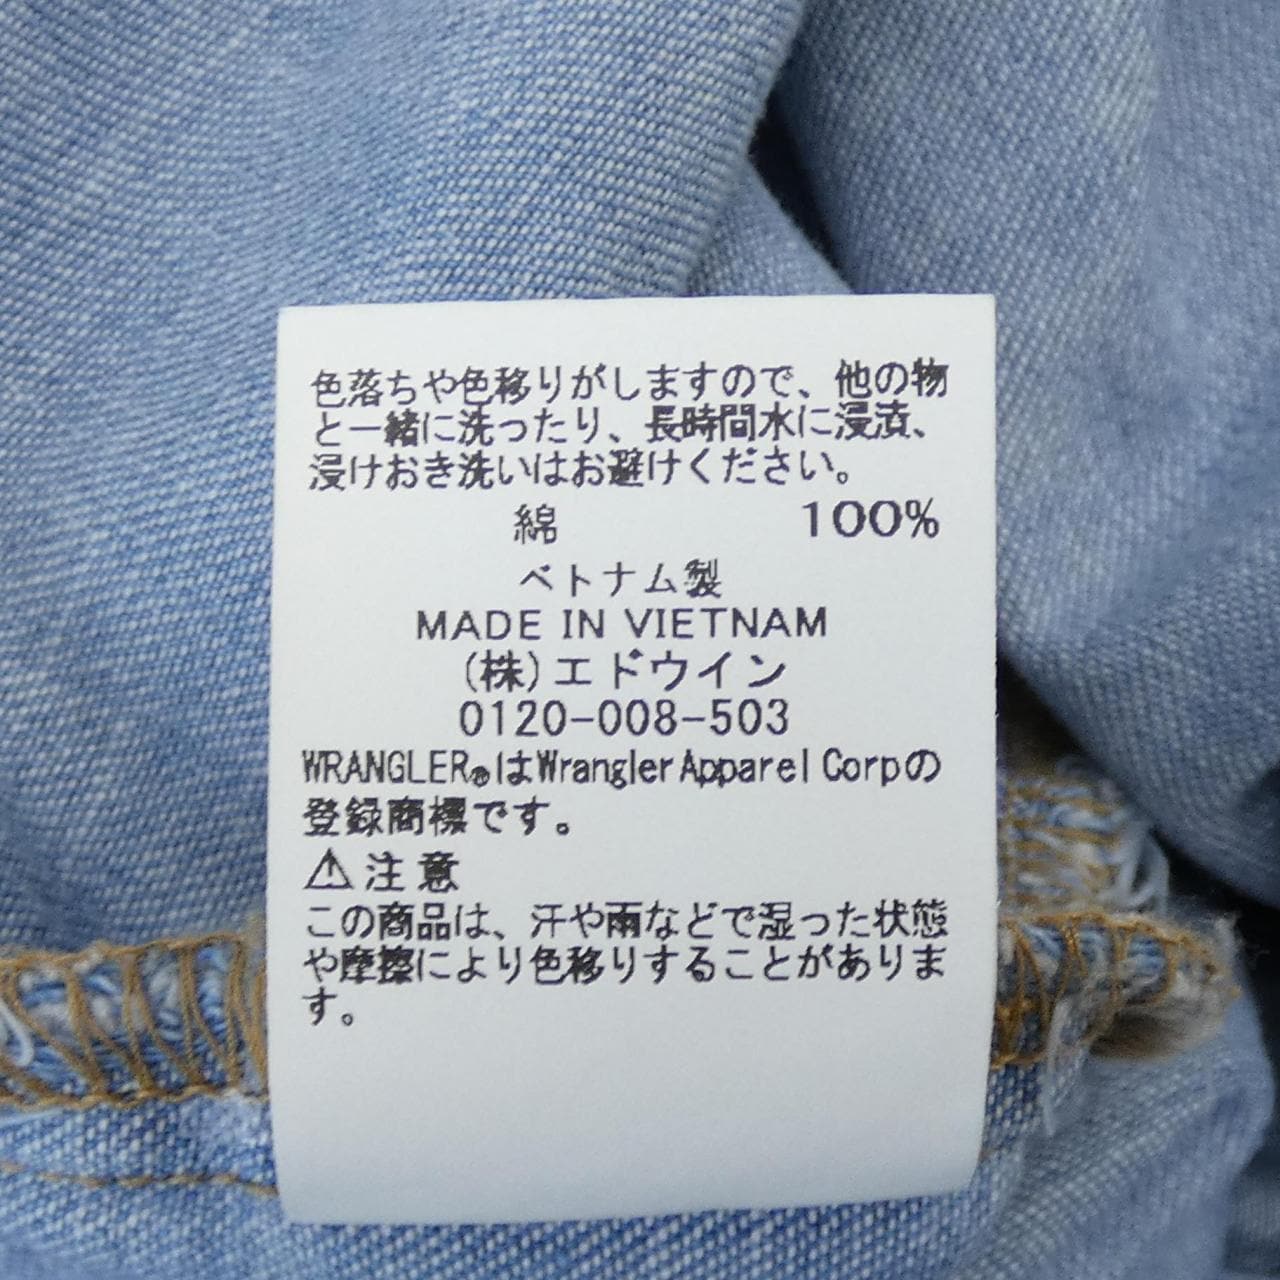 色落ちや色移りがしますので、他の物
と一緒に洗ったり、長時間水に浸漬、
浸けおき洗いはお避けください。
綿 100%
ベトナム製
MADE IN VIETNAM
(株)エドウイン
0120-008-503
WRANGLER®はWrangler Apparel Corpの
登録商標です。
⚠注意
この商品は、汗や雨などで湿った状態
や摩擦により色移りすることがありま
す。